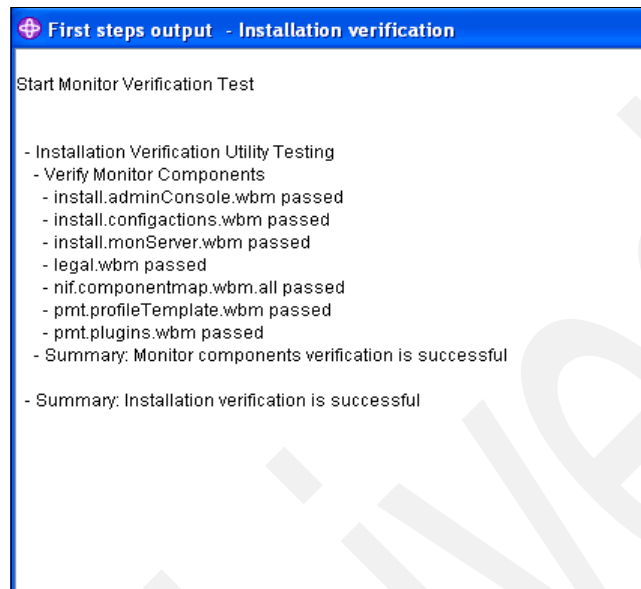 First steps output - Installation verification
Start Monitor Verification Test
- Installation Verification Utility Testing
- Verify Monitor Components
- install.adminConsole.wbm passed
- install.configactions.wbm passed
- install.monServer.wbm passed
- legal.wbm passed
- nif.componentmap.wbm.all passed
- pmt.profileTemplate.wbm passed
- pmt.plugins.wbm passed
- Summary: Monitor components verification is successful
- Summary: Installation verification is successful